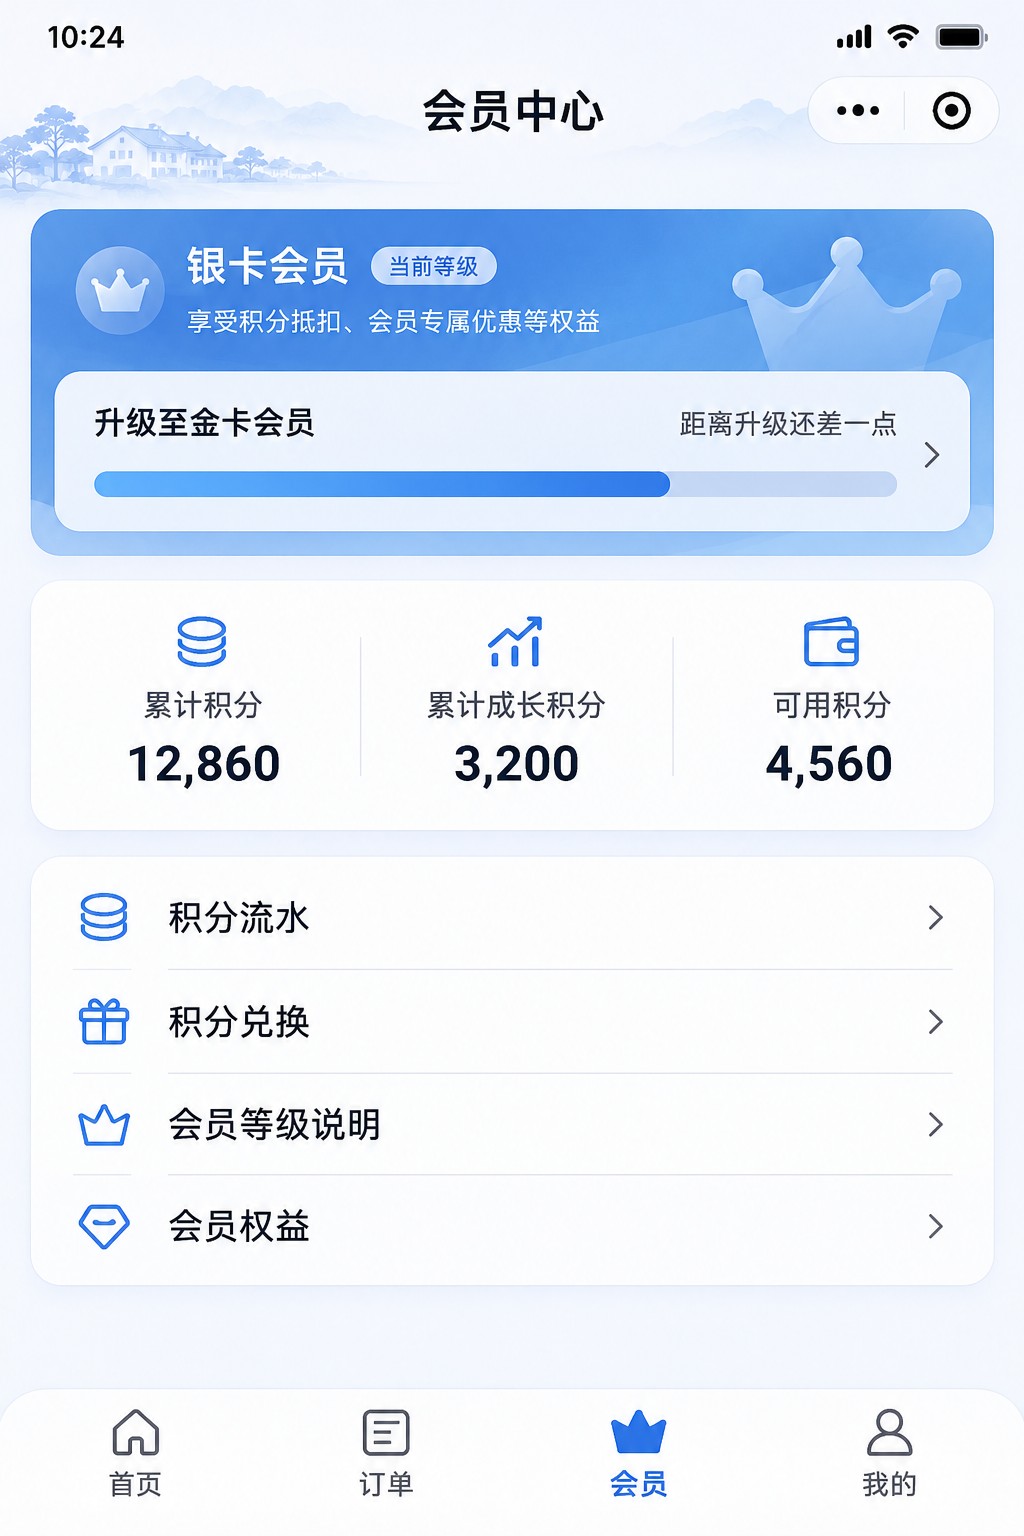 10:24
会员中心
银卡会员 当前等级
享受积分抵扣、会员专属优惠等权益
升级至金卡会员 距离升级还差一点
累计积分 累计成长积分 可用积分
12,860 3,200 4,560
积分流水
积分兑换
会员等级说明
会员权益
首页 订单 会员 我的